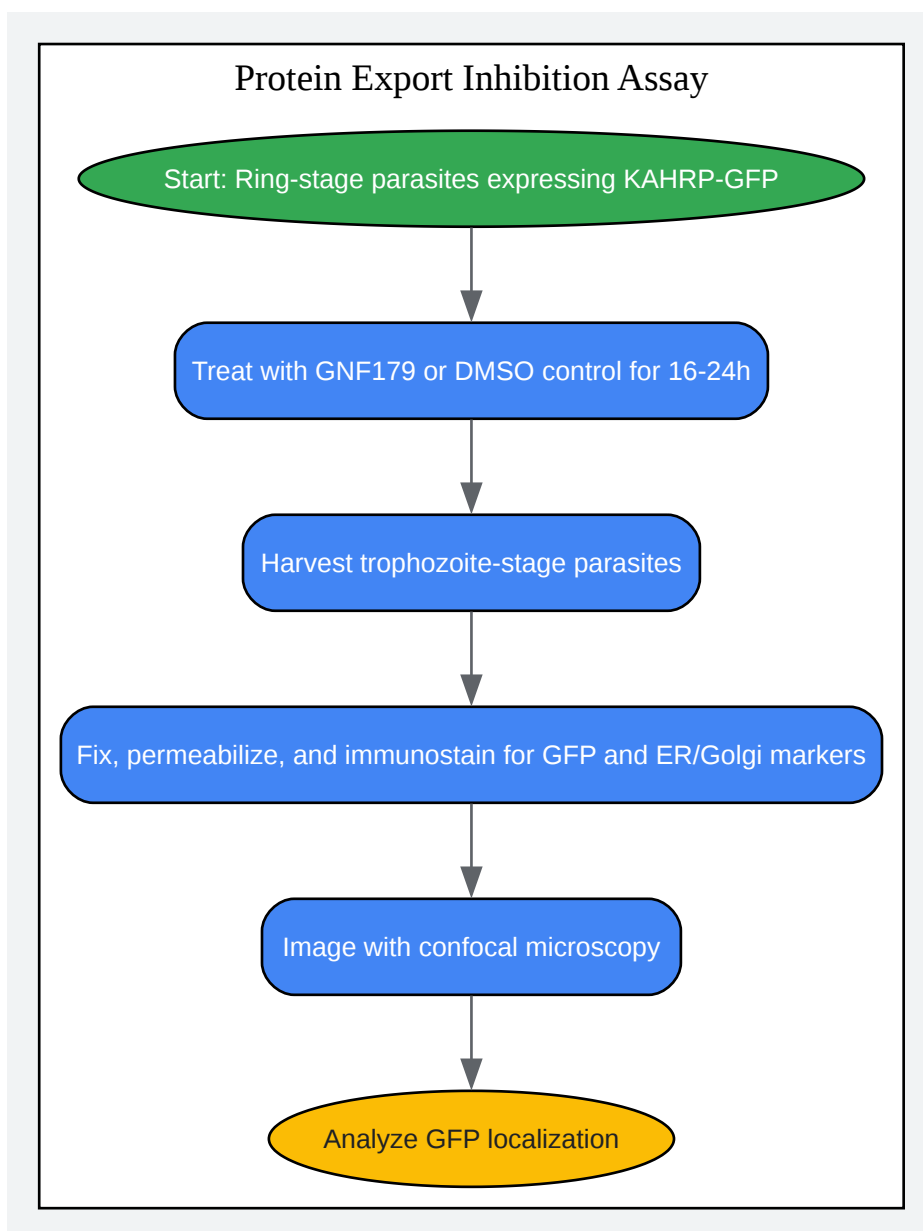 Protein Export Inhibition Assay
Start: Ring-stage parasites expressing KAHRP-GFP
Treat with GNF179 or DMSO control for 16-24h
Harvest trophozoite-stage parasites
Fix, permeabilize, and immunostain for GFP and ER/Golgi markers
Image with confocal microscopy
Analyze GFP localization